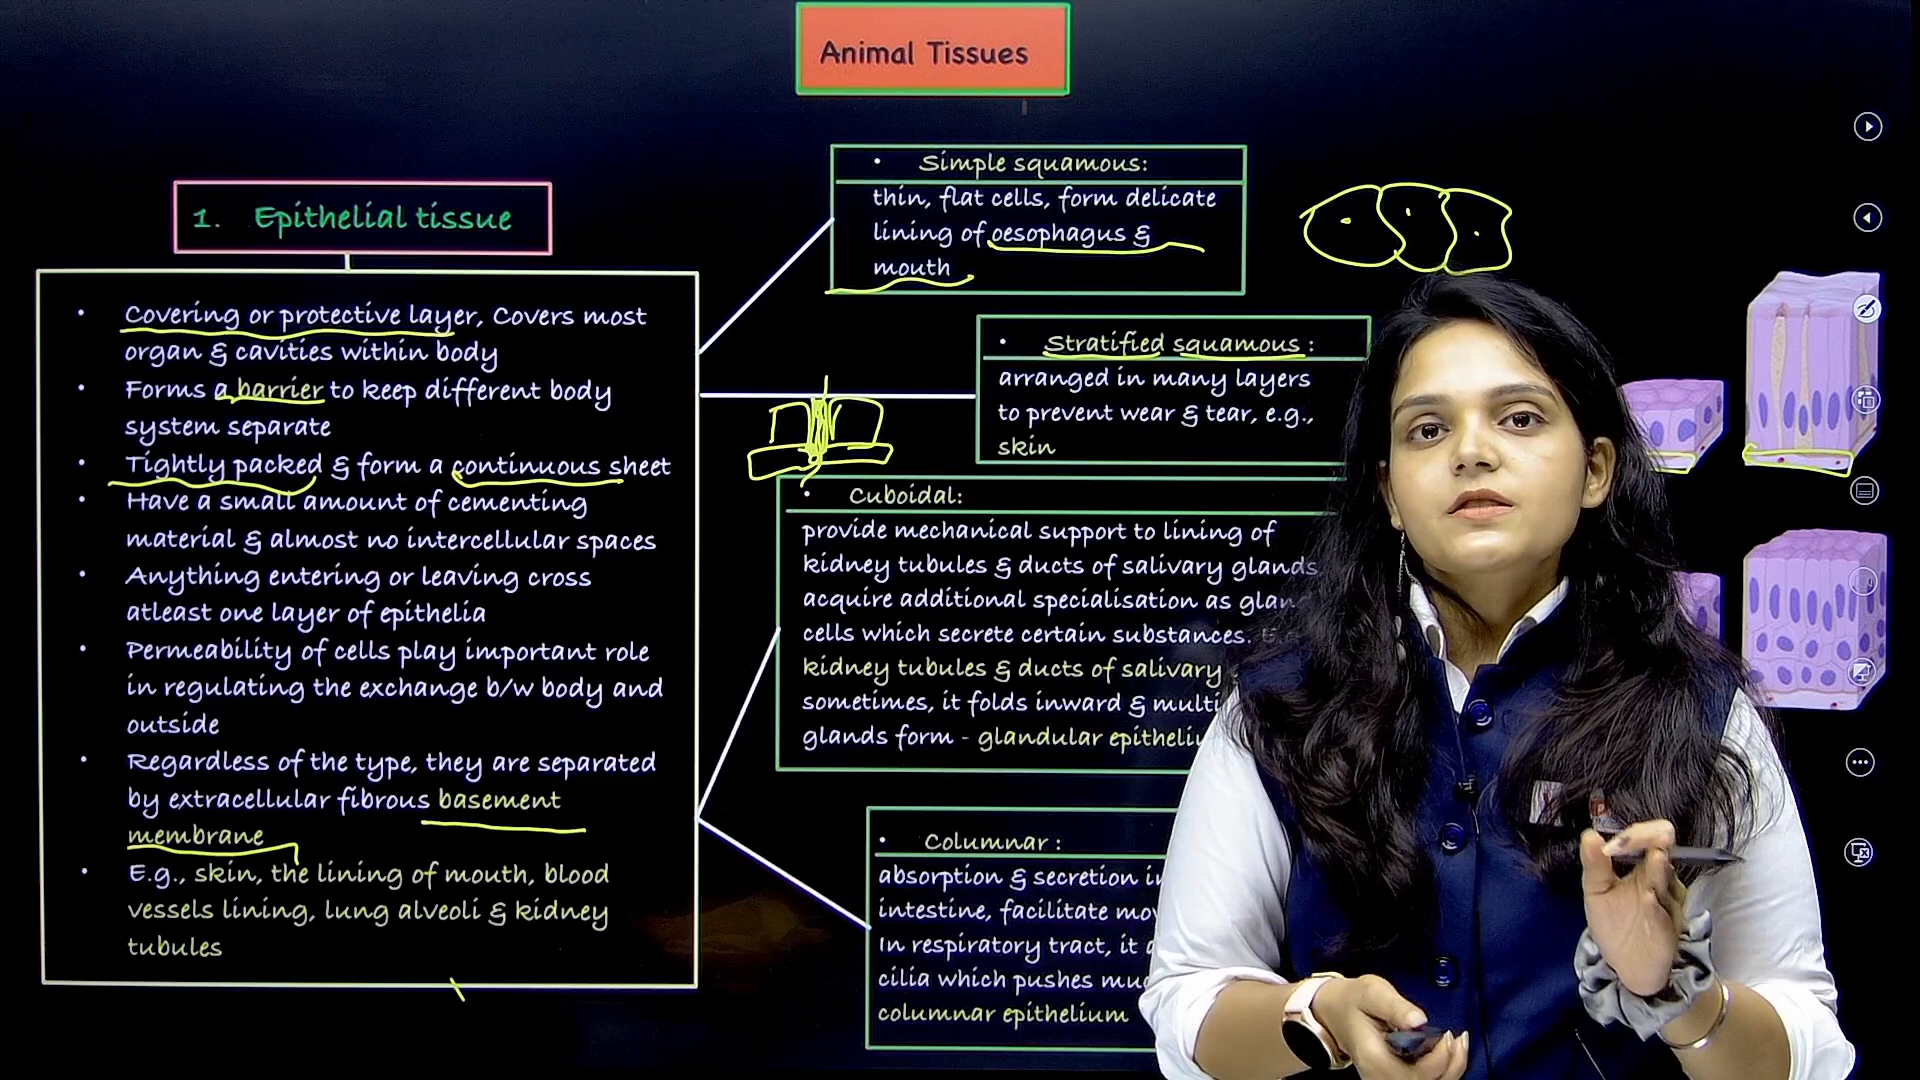 Animal Tissues
1. Epithelial tissue
• Covering or protective layer, Covers most
organ & cavities within body
• Forms a barrier to keep different body
system separate
• Tightly packed & form a continuous sheet
• Have a small amount of cementing
material & almost no intercellular spaces
• Anything entering or leaving cross
atleast one layer of epithelia
• Permeability of cells play important role
in regulating the exchange b/w body and
outside
• Regardless of the type, they are separated
by extracellular fibrous basement
membrane
• E.g., skin, the lining of mouth, blood
vessels lining, lung alveoli & kidney
tubules
• Simple squamous:
thin, flat cells, form delicate
lining of oesophagus &
mouth
• Stratified squamous :
arranged in many layers
to prevent wear & tear, e.g.,
skin
• Cuboidal:
provide mechanical support to lining of
kidney tubules & ducts of salivary glands
acquire additional specialisation as
cells which secrete certain substances.
kidney tubules & ducts of salivary
sometimes, it folds inward &
glands form - glandular
• Columnar :
absorption & secretion
intestine, facilitate
In respiratory tract, it
cilia which pushes
columnar epithelium